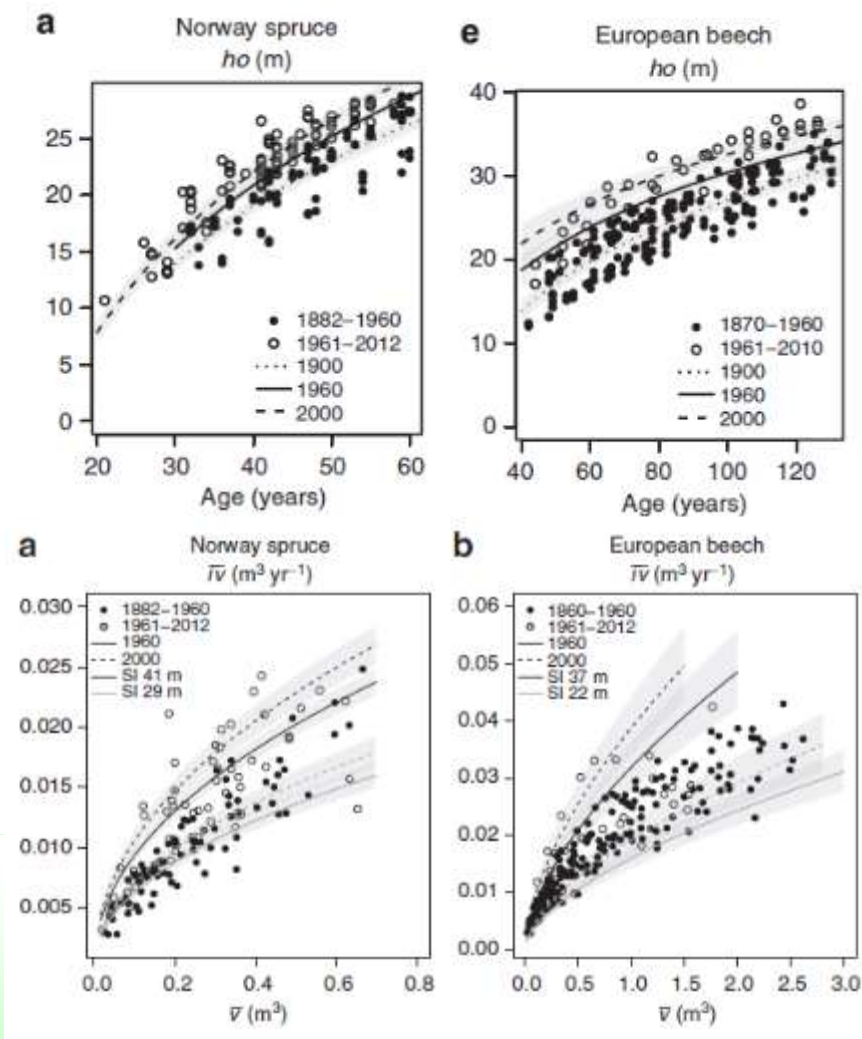 a
Norway spruce
ho (m)
25
20
15
10
5
0
1882–1960
1961–2012
1900
1960
2000
20 30 40 50 60
Age (years)
e
European beech
ho (m)
40
30
20
10
0
1870–1960
1961–2010
1900
1960
2000
40 60 80 100 120
Age (years)
a
Norway spruce
iv (m³ yr⁻¹)
0.030
0.025
0.020
0.015
0.010
0.005
1882–1960
1961–2012
1960
2000
SI 41 m
SI 29 m
0.0 0.2 0.4 0.6 0.8
v̅ (m³)
b
European beech
iv (m³ yr⁻¹)
0.06
0.05
0.04
0.03
0.02
0.01
0.00
1860–1960
1961–2012
1960
2000
SI 37 m
SI 22 m
0.0 0.5 1.0 1.5 2.0 2.5 3.0
v̅ (m³)